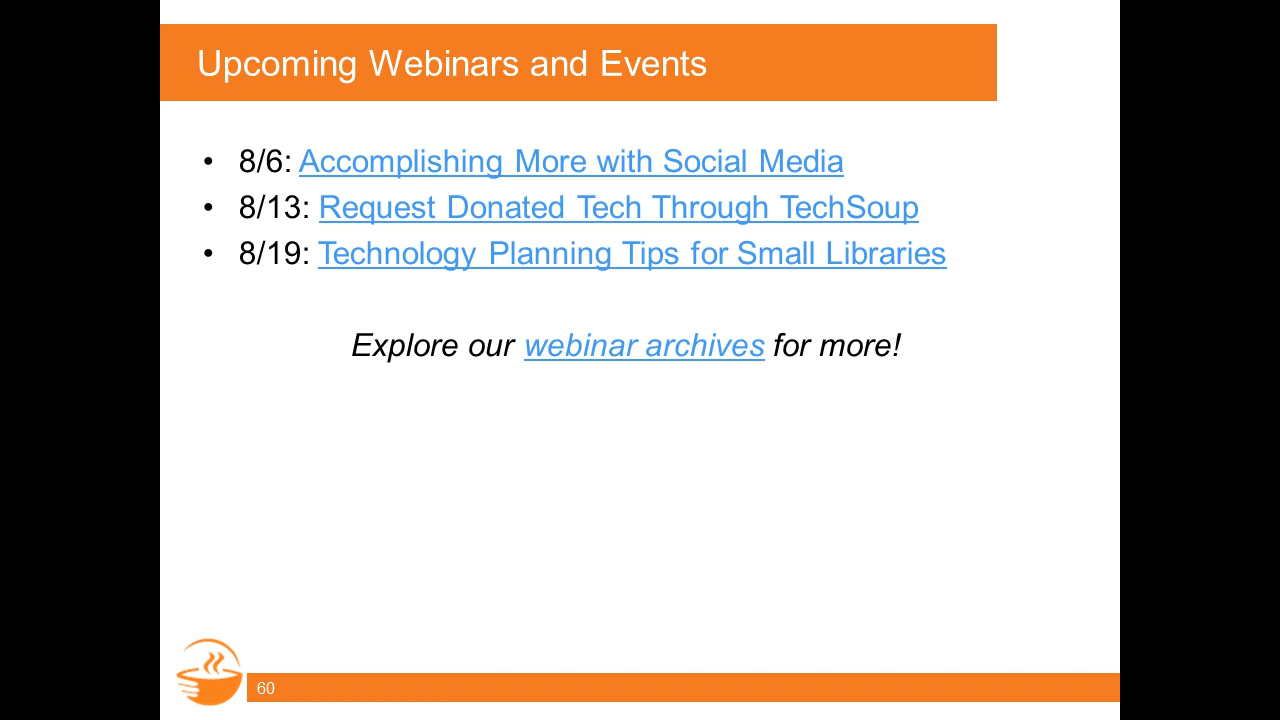 Upcoming Webinars and Events
• 8/6: Accomplishing More with Social Media
• 8/13: Request Donated Tech Through TechSoup
• 8/19: Technology Planning Tips for Small Libraries
Explore our webinar archives for more!
60